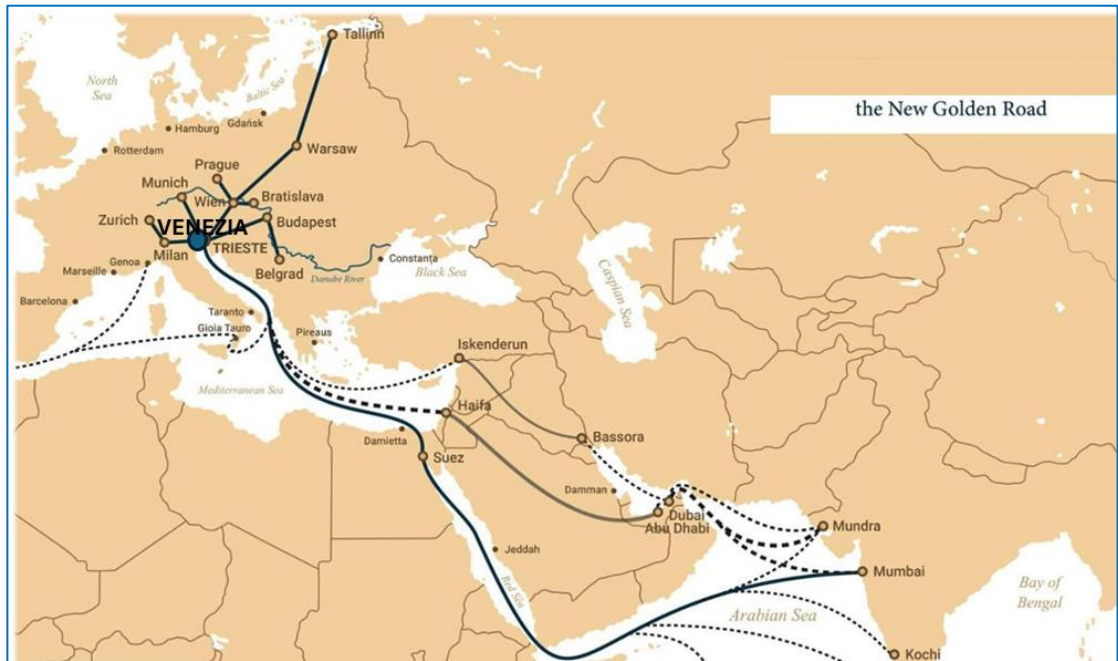 Tallinn
North
Sea
Baltic Sea
the New Golden Road
Gdańsk
Hamburg
Rotterdam
Warsaw
Prague
Munich
Wien
Bratislava
Zurich
VENEZIA
Budapest
TRIESTE
Milan
Genoa
Belgrad
Constanța
Marseille
Danube River
Black Sea
Caspian Sea
Barcelona
Taranto
Gioia Tauro
Pireaus
Iskenderun
Mediterranean Sea
Haifa
Damietta
Bassora
Suez
Damman
Dubai
Abu Dhabi
Mundra
Jeddah
Mumbai
Red Sea
Arabian Sea
Bay of
Bengal
Kochi